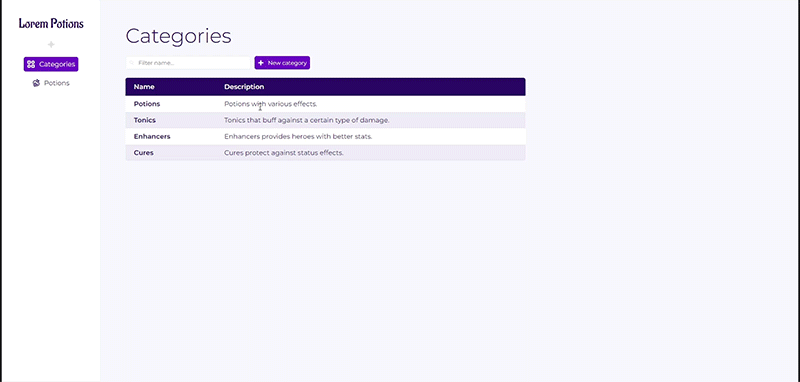 Lorem Potions
Categories
Potions
Categories
Filter name..
New category
Name Description
Potions Potions with various effects.
Tonics Tonics that buff against a certain type of damage.
Enhancers Enhancers provides heroes with better stats.
Cures Cures protect against status effects.